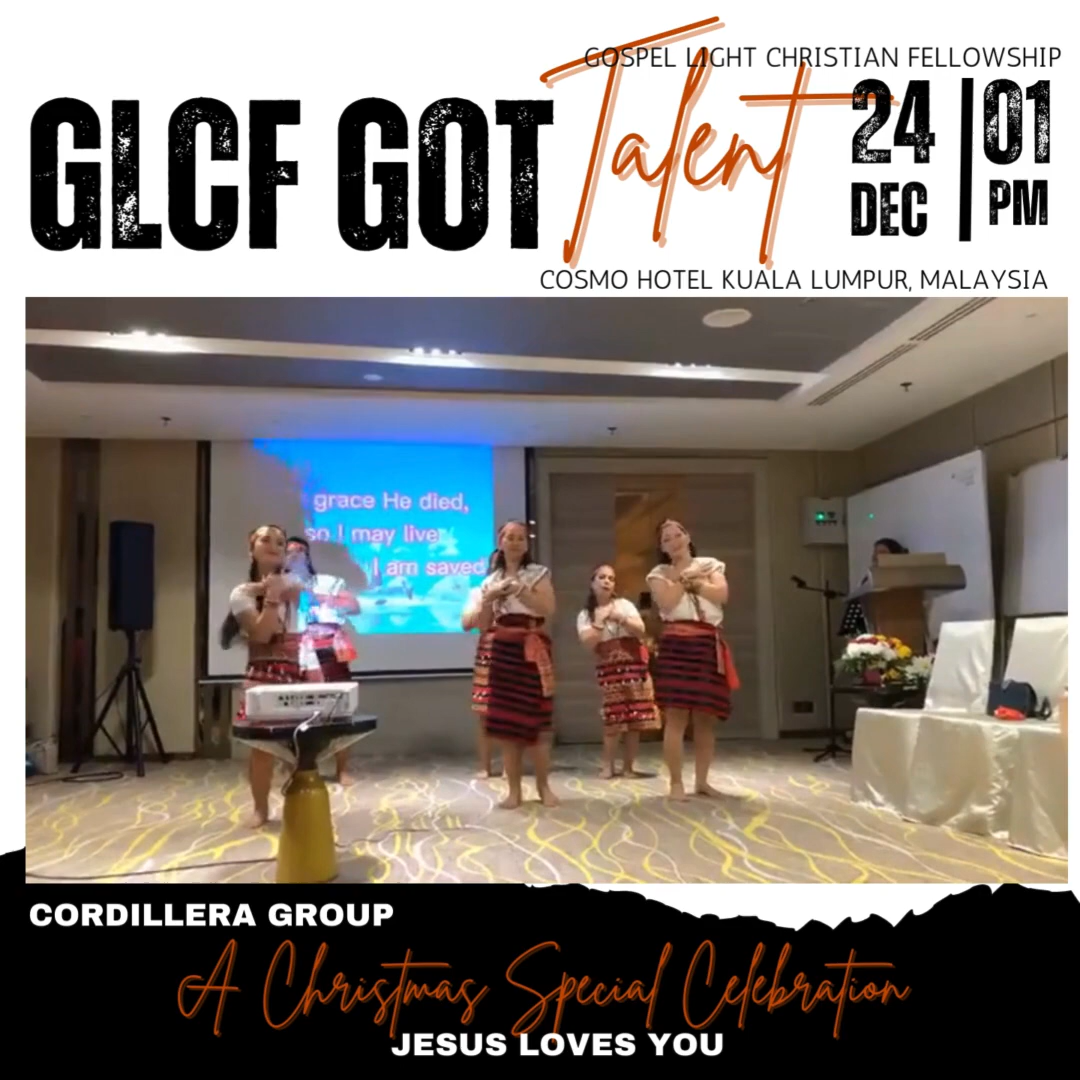 GOSPEL LIGHT CHRISTIAN FELLOWSHIP
GLCF GOT Talent
24 DEC | 01 PM
COSMO HOTEL KUALA LUMPUR, MALAYSIA
grace He died,
so I may live
I am saved
CORDILLERA GROUP
A Christmas Special Celebration
JESUS LOVES YOU